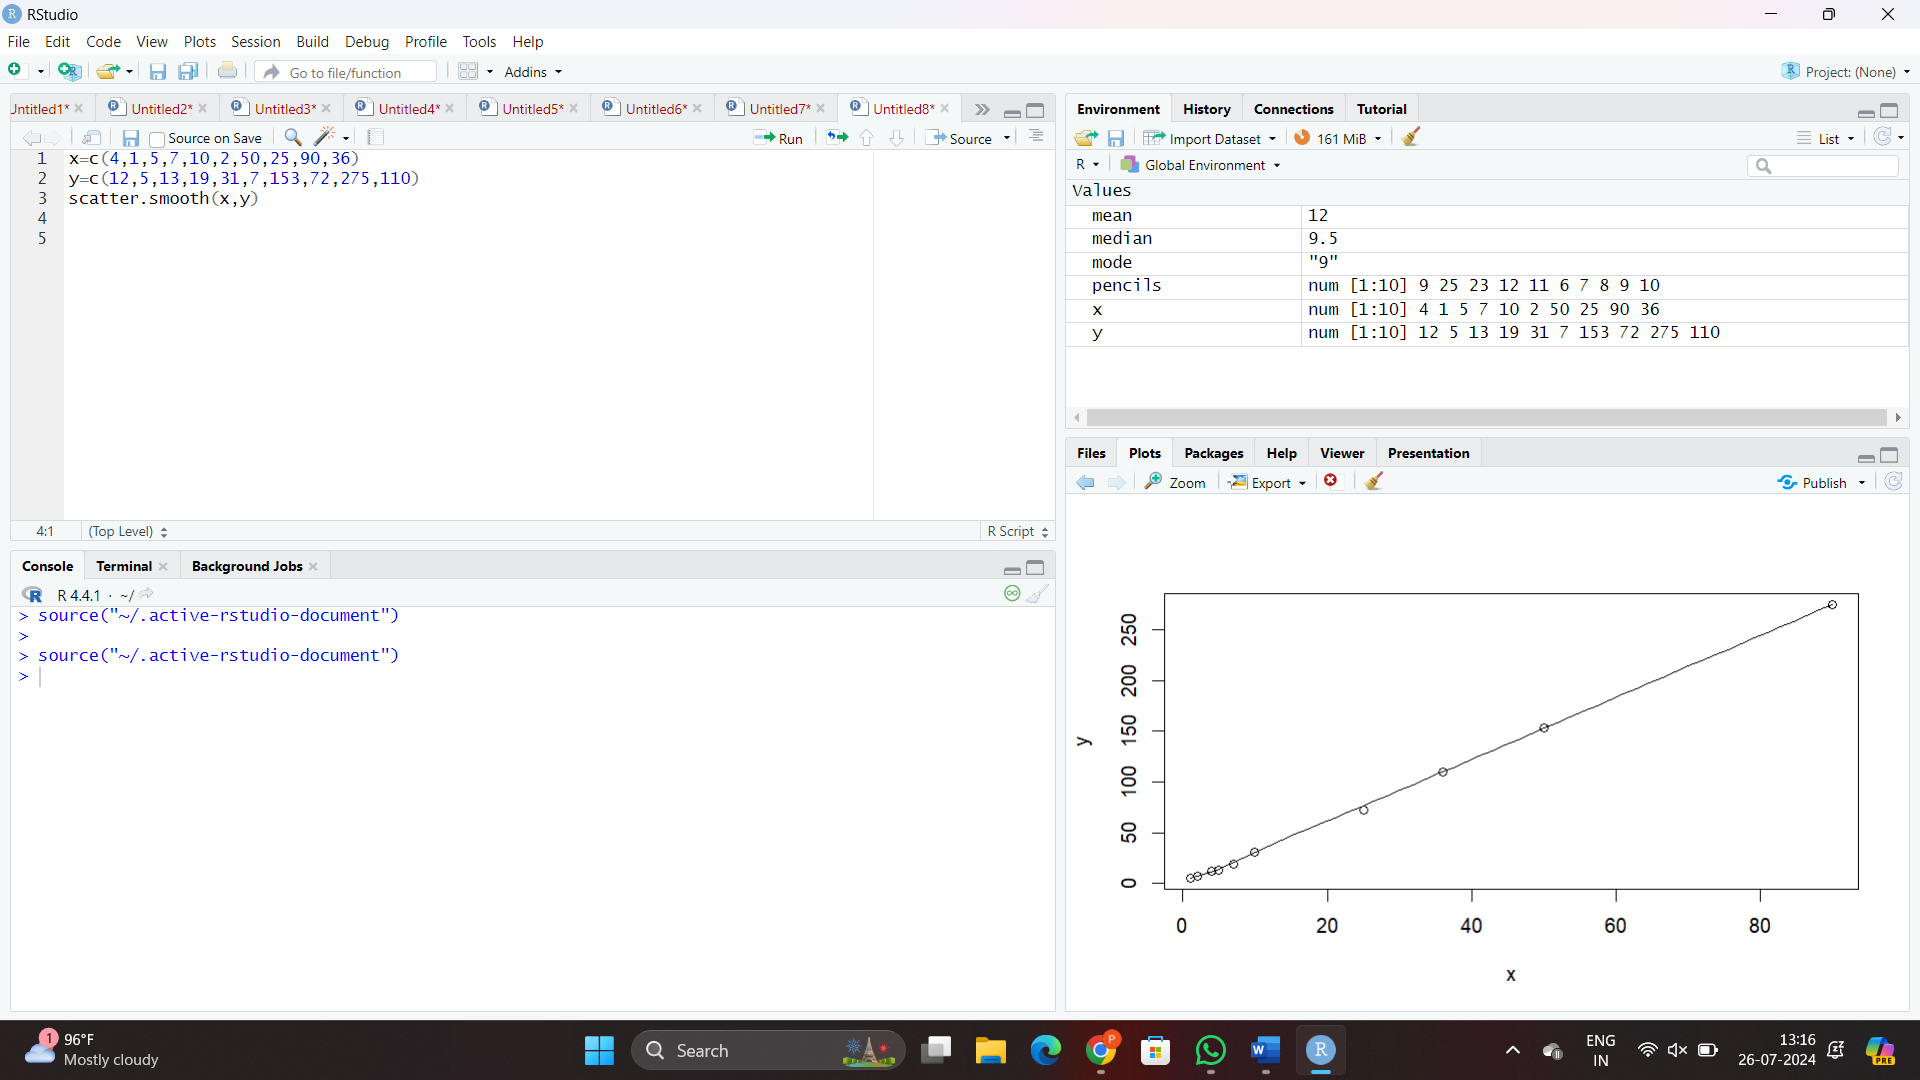 RStudio
File Edit Code View Plots Session Build Debug Profile Tools Help
Go to file/function Addins Project: (None)
Untitled1* Untitled2* Untitled3* Untitled4* Untitled5* Untitled6* Untitled7* Untitled8*
Source on Save Run Source
1 x=c(4,1,5,7,10,2,50,25,90,36)
2 y=c(12,5,13,19,31,7,153,72,275,110)
3 scatter.smooth(x,y)
4
5
4:1 (Top Level) R Script
Console Terminal Background Jobs
R 4.4.1 · ~/
> source("~/.active-rstudio-document")
>
> source("~/.active-rstudio-document")
>
Environment History Connections Tutorial
Import Dataset 161 MiB List
R Global Environment
Values
mean 12
median 9.5
mode "9"
pencils num [1:10] 9 25 23 12 11 6 7 8 9 10
x num [1:10] 4 1 5 7 10 2 50 25 90 36
y num [1:10] 12 5 13 19 31 7 153 72 275 110
Files Plots Packages Help Viewer Presentation
Zoom Export Publish
y
250
200
150
100
50
0
0 20 40 60 80
x
1 96°F
Mostly cloudy
Search
P
W
R
ENG
IN
13:16
26-07-2024
PRE